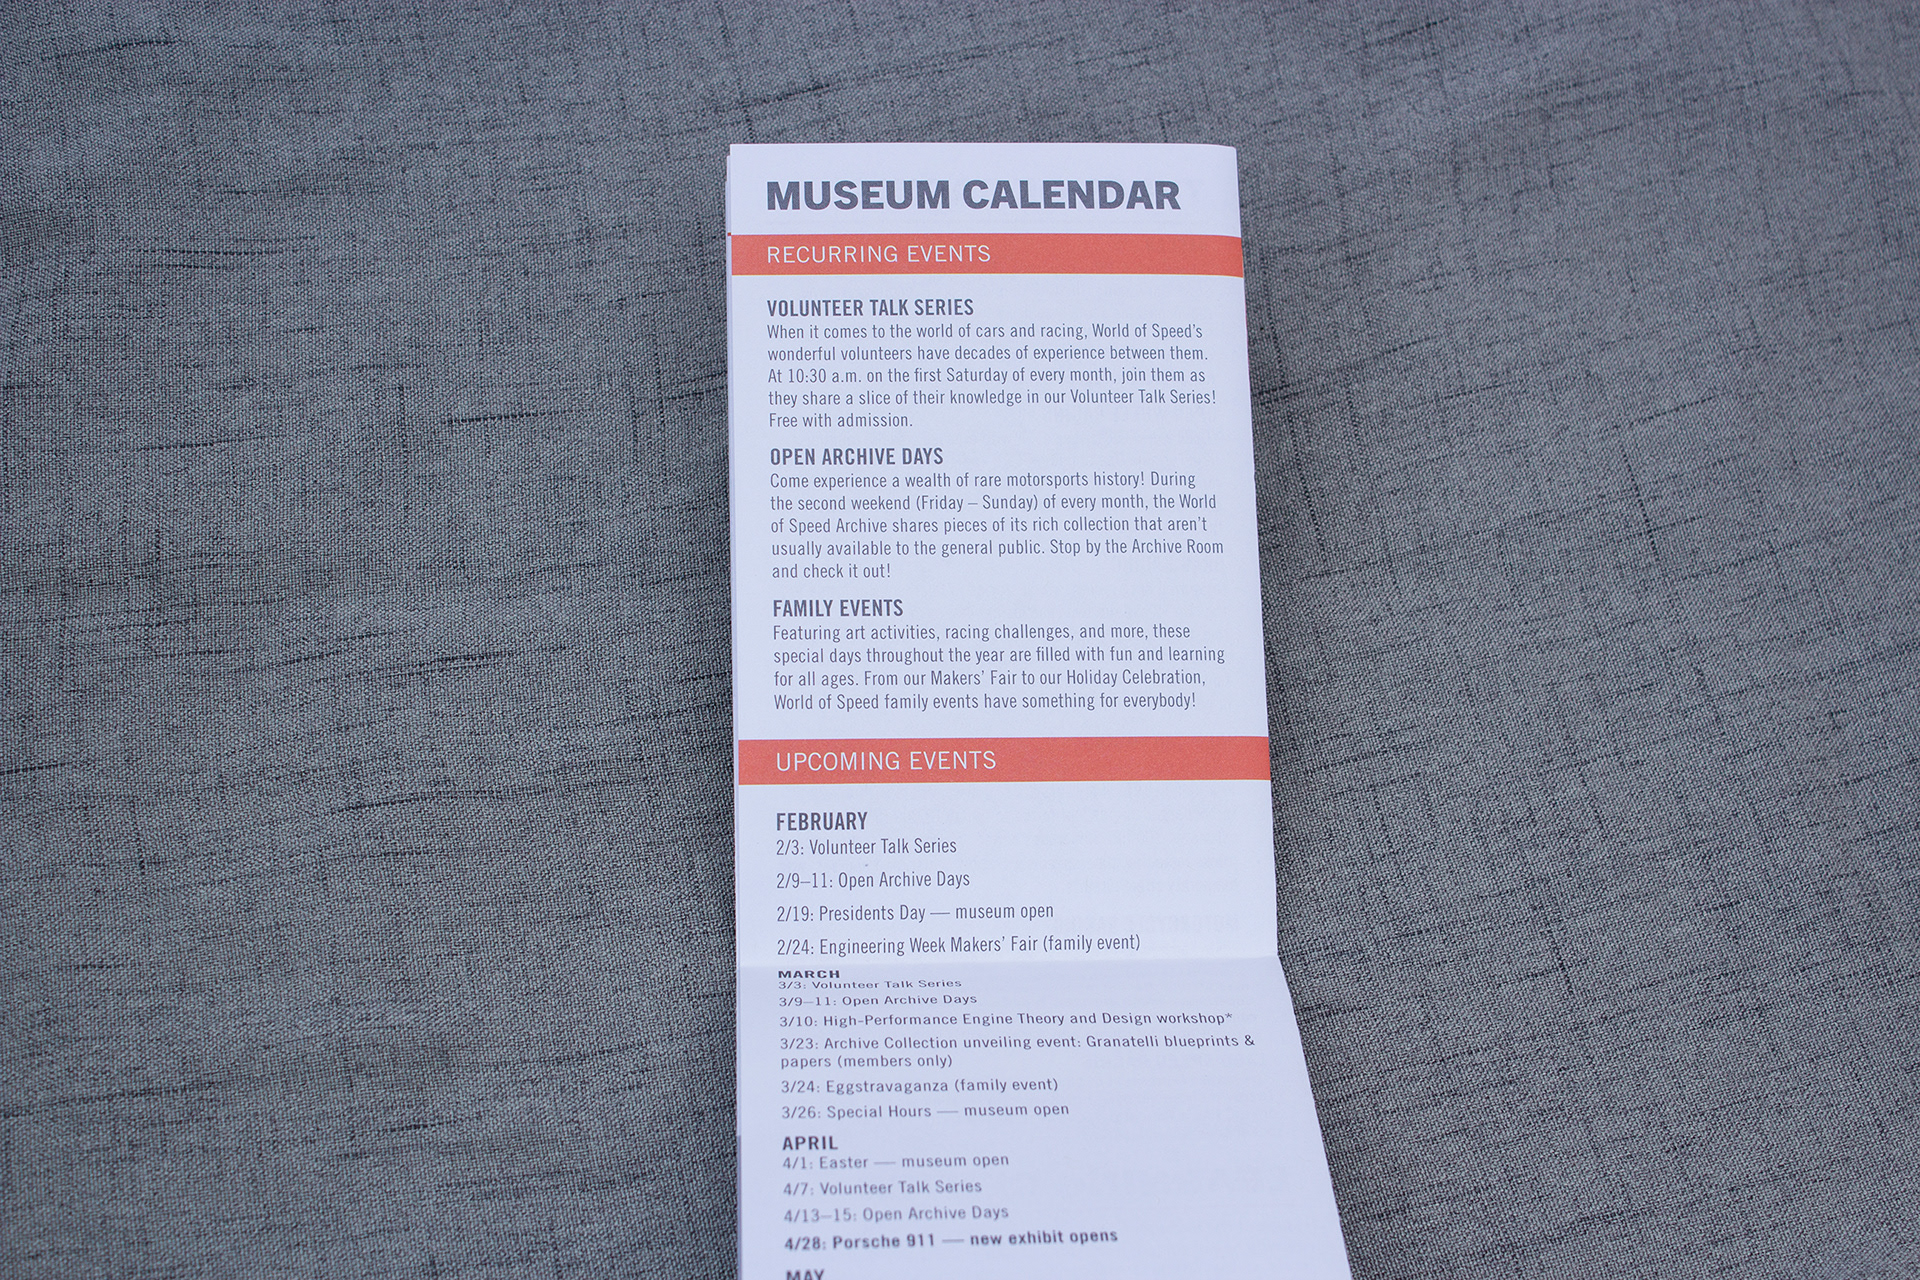 MUSEUM CALENDAR
RECURRING EVENTS
VOLUNTEER TALK SERIES
When it comes to the world of cars and racing, World of Speed's
wonderful volunteers have decades of experience between them.
At 10:30 a.m. on the first Saturday of every month, join them as
they share a slice of their knowledge in our Volunteer Talk Series!
Free with admission.
OPEN ARCHIVE DAYS
Come experience a wealth of rare motorsports history! During
the second weekend (Friday – Sunday) of every month, the World
of Speed Archive shares pieces of its rich collection that aren't
usually available to the general public. Stop by the Archive Room
and check it out!
FAMILY EVENTS
Featuring art activities, racing challenges, and more, these
special days throughout the year are filled with fun and learning
for all ages. From our Makers' Fair to our Holiday Celebration,
World of Speed family events have something for everybody!
UPCOMING EVENTS
FEBRUARY
2/3: Volunteer Talk Series
2/9–11: Open Archive Days
2/19: Presidents Day — museum open
2/24: Engineering Week Makers' Fair (family event)
MARCH
3/3: Volunteer Talk Series
3/9–11: Open Archive Days
3/10: High-Performance Engine Theory and Design workshop*
3/23: Archive Collection unveiling event: Granatelli blueprints &
papers (members only)
3/24: Eggstravaganza (family event)
3/26: Special Hours — museum open
APRIL
4/1: Easter — museum open
4/7: Volunteer Talk Series
4/13–15: Open Archive Days
4/28: Porsche 911 — new exhibit opens
MAY